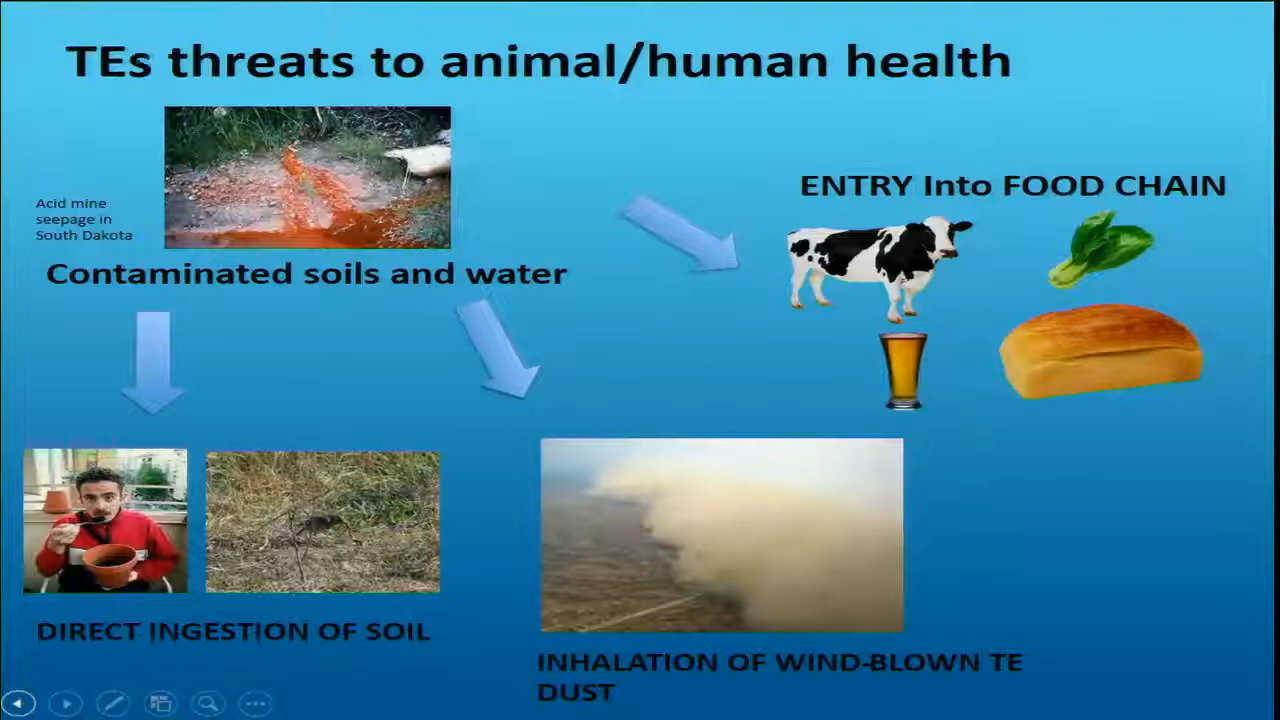 TEs threats to animal/human health
Acid mine
seepage in
South Dakota
ENTRY Into FOOD CHAIN
Contaminated soils and water
DIRECT INGESTION OF SOIL
INHALATION OF WIND-BLOWN TE
DUST